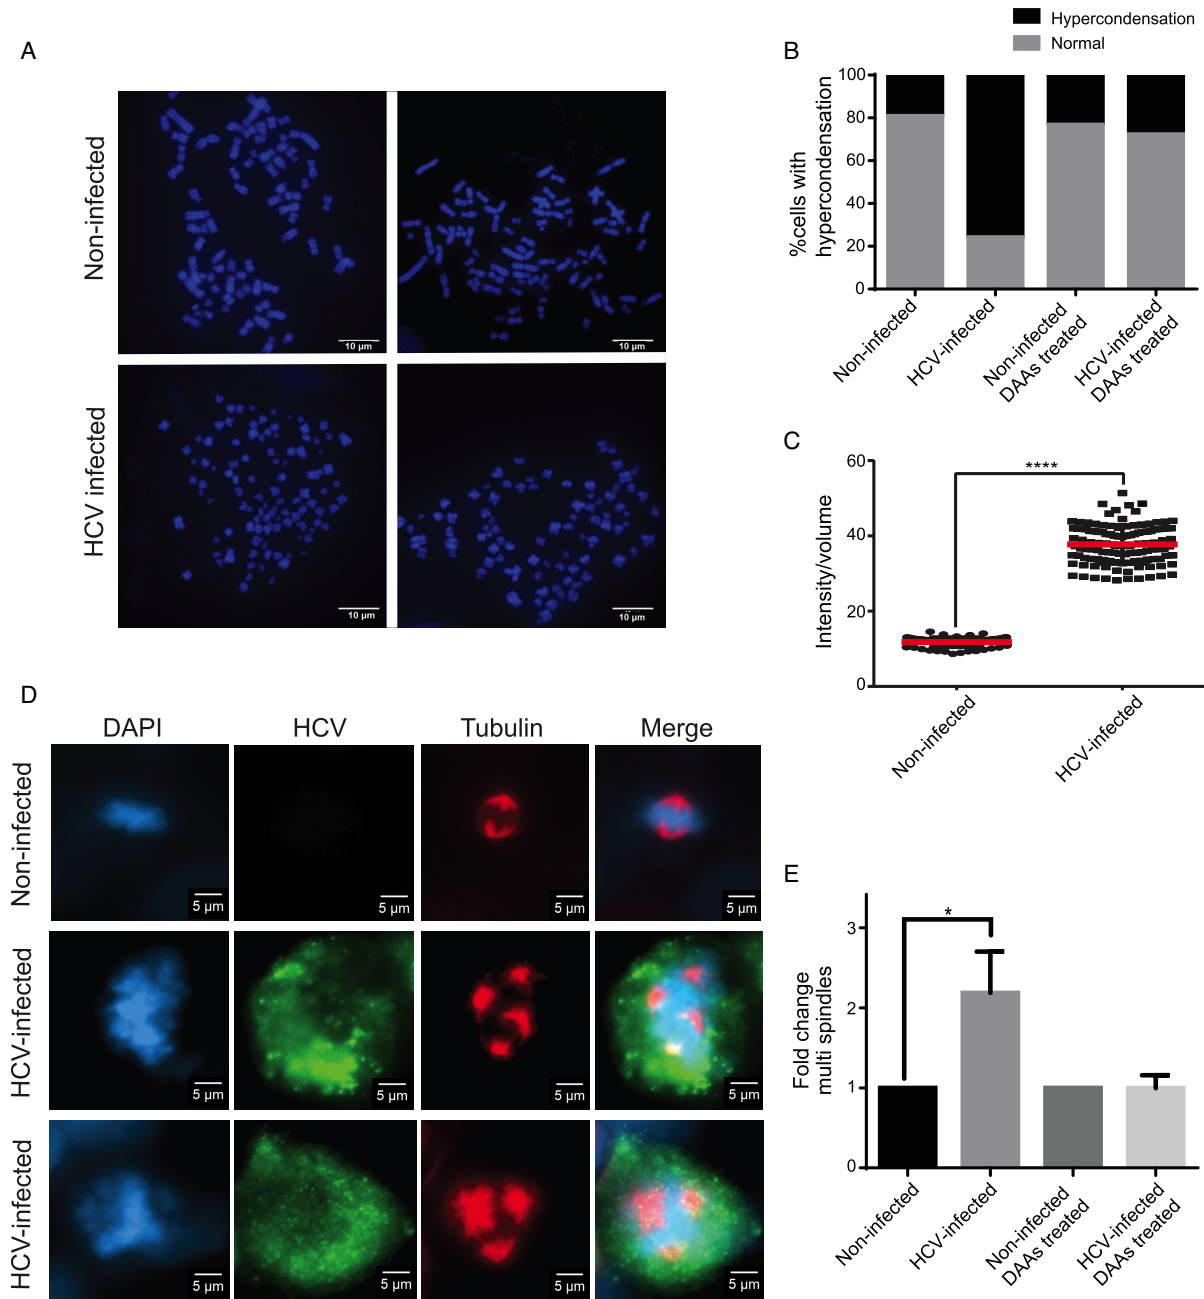 A
Non-infected
10 µm
10 µm
HCV infected
10 µm
10 µm
B
Hypercondensation
Normal
%cells with
hypercondensation
100
80
60
40
20
0
Non-infected
HCV-infected
Non-infected
DAAs treated
HCV-infected
DAAs treated
C
Intensity/volume
60
40
20
0
****
Non-infected
HCV-infected
D
DAPI
HCV
Tubulin
Merge
Non-infected
5 µm
5 µm
5 µm
5 µm
HCV-infected
5 µm
5 µm
5 µm
5 µm
HCV-infected
5 µm
5 µm
5 µm
5 µm
E
Fold change
multi spindles
3
2
1
0
*
Non-infected
HCV-infected
Non-infected
DAAs treated
HCV-infected
DAAs treated